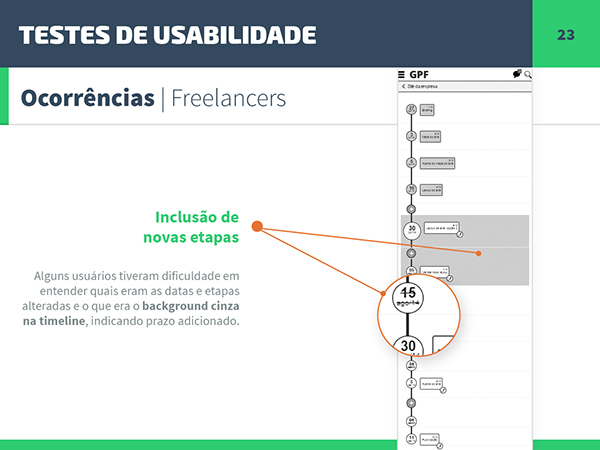 TESTES DE USABILIDADE
23
Ocorrências | Freelancers
GPF
Site da empresa
Inclusão de
novas etapas
Alguns usuários tiveram dificuldade em
entender quais eram as datas e etapas
alteradas e o que era o background cinza
na timeline, indicando prazo adicionado.
30
15
ago/14
30